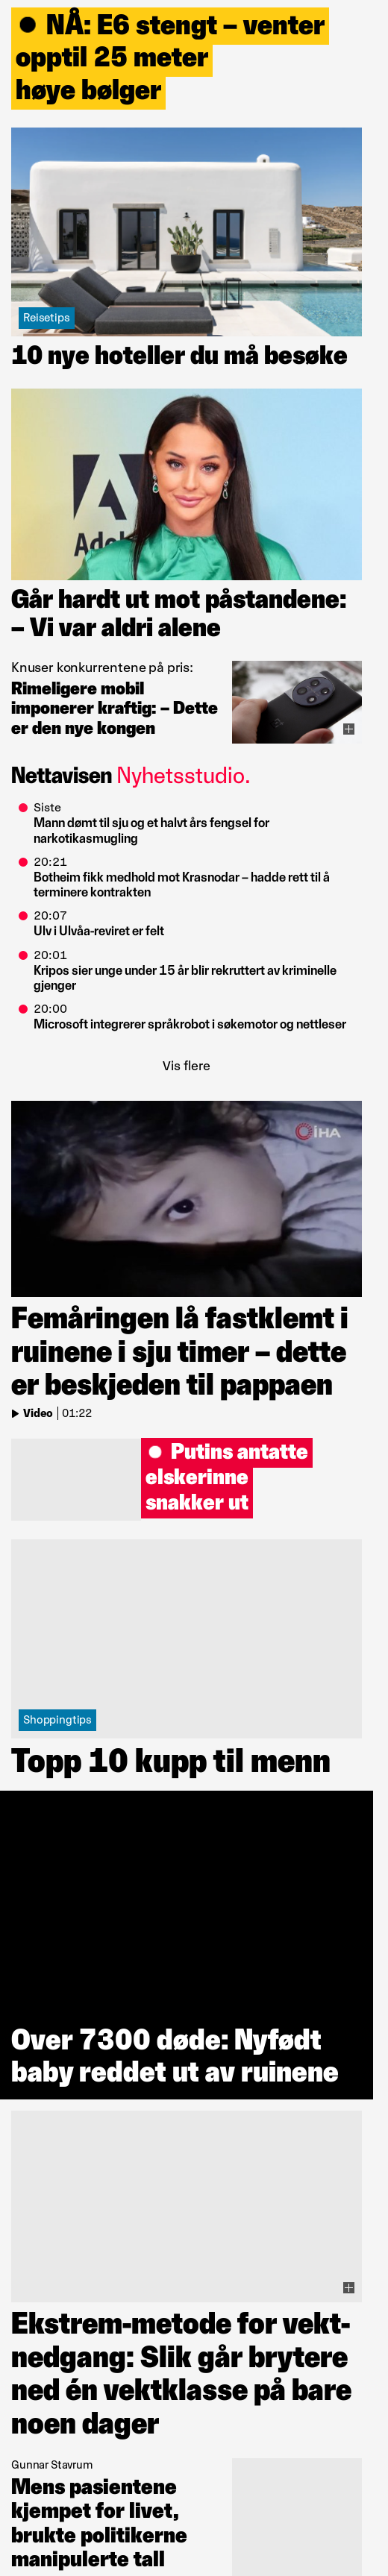 NÅ: E6 stengt – venter
opptil 25 meter
høye bølger
Reisetips
10 nye hoteller du må besøke
Går hardt ut mot påstandene:
– Vi var aldri alene
Knuser konkurrentene på pris:
Rimeligere mobil
imponerer kraftig: – Dette
er den nye kongen
Nettavisen Nyhetsstudio.
Siste
Mann dømt til sju og et halvt års fengsel for
narkotikasmugling
20:21
Botheim fikk medhold mot Krasnodar – hadde rett til å
terminere kontrakten
20:07
Ulv i Ulvåa-reviret er felt
20:01
Kripos sier unge under 15 år blir rekruttert av kriminelle
gjenger
20:00
Microsoft integrerer språkrobot i søkemotor og nettleser
Vis flere
İHA
Femåringen lå fastklemt i
ruinene i sju timer – dette
er beskjeden til pappaen
Video 01:22
Putins antatte
elskerinne
snakker ut
Shoppingtips
Topp 10 kupp til menn
Over 7300 døde: Nyfødt
baby reddet ut av ruinene
Ekstrem-metode for vekt-
nedgang: Slik går brytere
ned én vektklasse på bare
noen dager
Gunnar Stavrum
Mens pasientene
kjempet for livet,
brukte politikerne
manipulerte tall